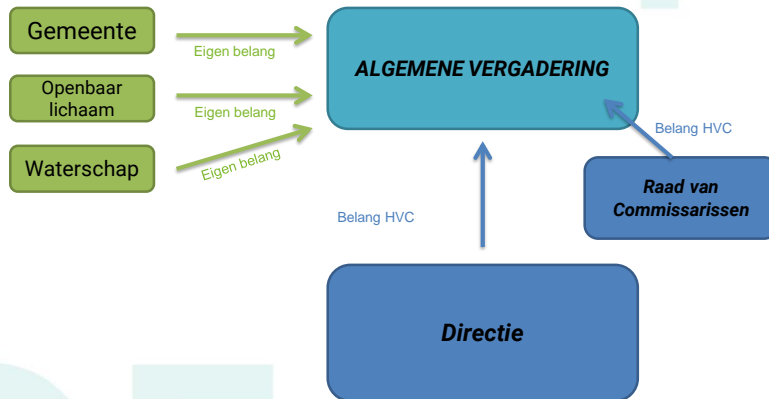 Gemeente
Eigen belang
Openbaar
lichaam
Eigen belang
Waterschap
Eigen belang
ALGEMENE VERGADERING
Belang HVC
Raad van
Commissarissen
Belang HVC
Directie